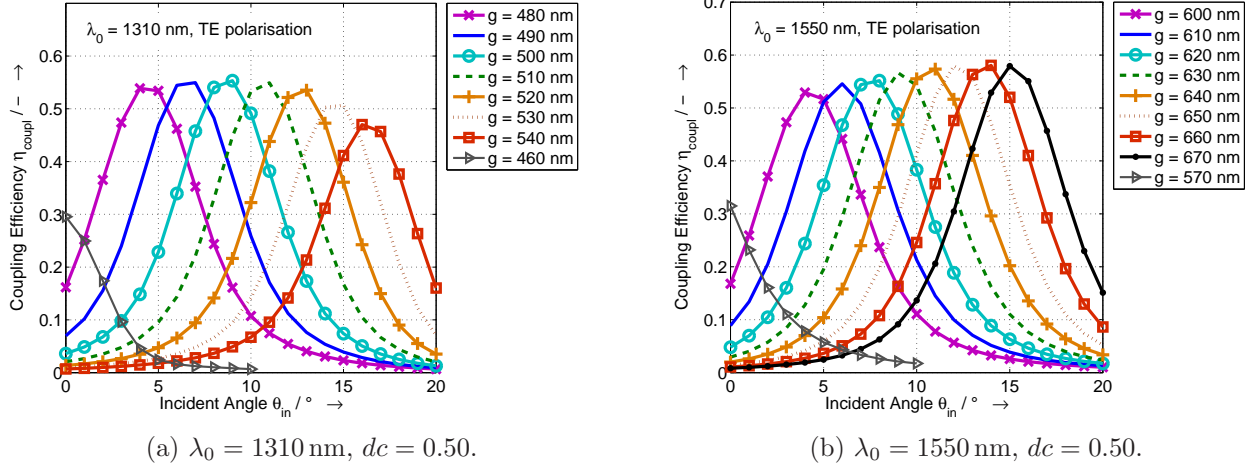 λ0 = 1310 nm, TE polarisation
Coupling Efficiency ηcoupl / − →
0.6
0.5
0.4
0.3
0.2
0.1
0
0 5 10 15 20
Incident Angle θin / ° →
g = 480 nm
g = 490 nm
g = 500 nm
g = 510 nm
g = 520 nm
g = 530 nm
g = 540 nm
g = 460 nm
(a) λ0 = 1310 nm, dc = 0.50.
λ0 = 1550 nm, TE polarisation
Coupling Efficiency ηcoupl / − →
0.7
0.6
0.5
0.4
0.3
0.2
0.1
0
0 5 10 15 20
Incident Angle θin / ° →
g = 600 nm
g = 610 nm
g = 620 nm
g = 630 nm
g = 640 nm
g = 650 nm
g = 660 nm
g = 670 nm
g = 570 nm
(b) λ0 = 1550 nm, dc = 0.50.